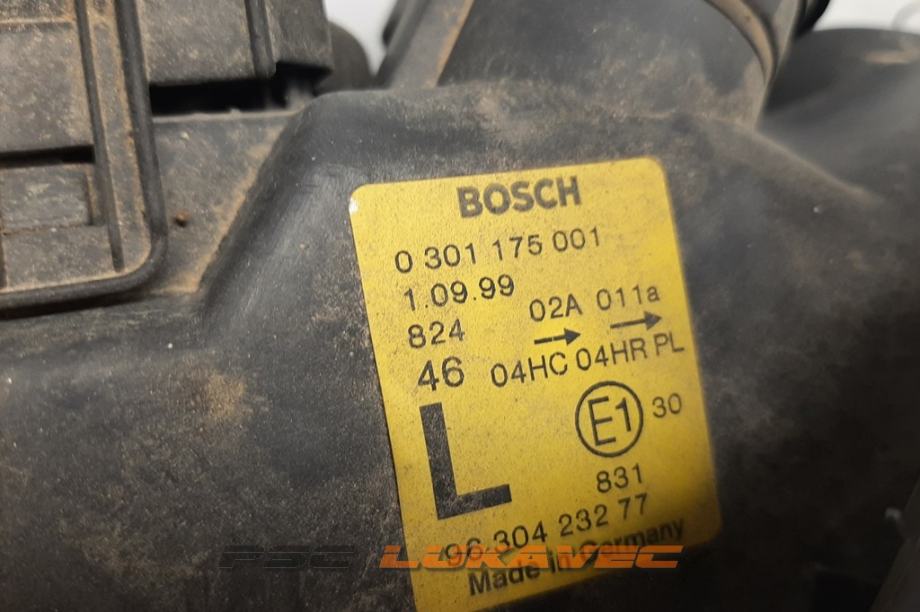 BOSCH
0 301 175 001
1.09.99
824 02A 011a
46 04HC 04HR PL
L E1 30
831
96 304 232 77
Made in Germany
PSC LUKAVEC